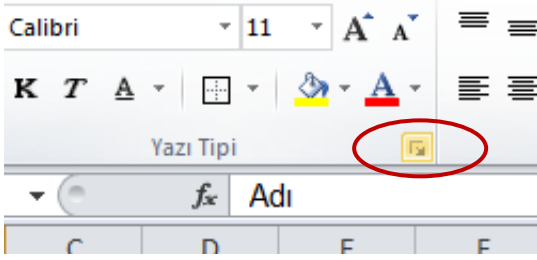 Calibri 11 A A
K T A A
Yazı Tipi
fx Adı
C D E F